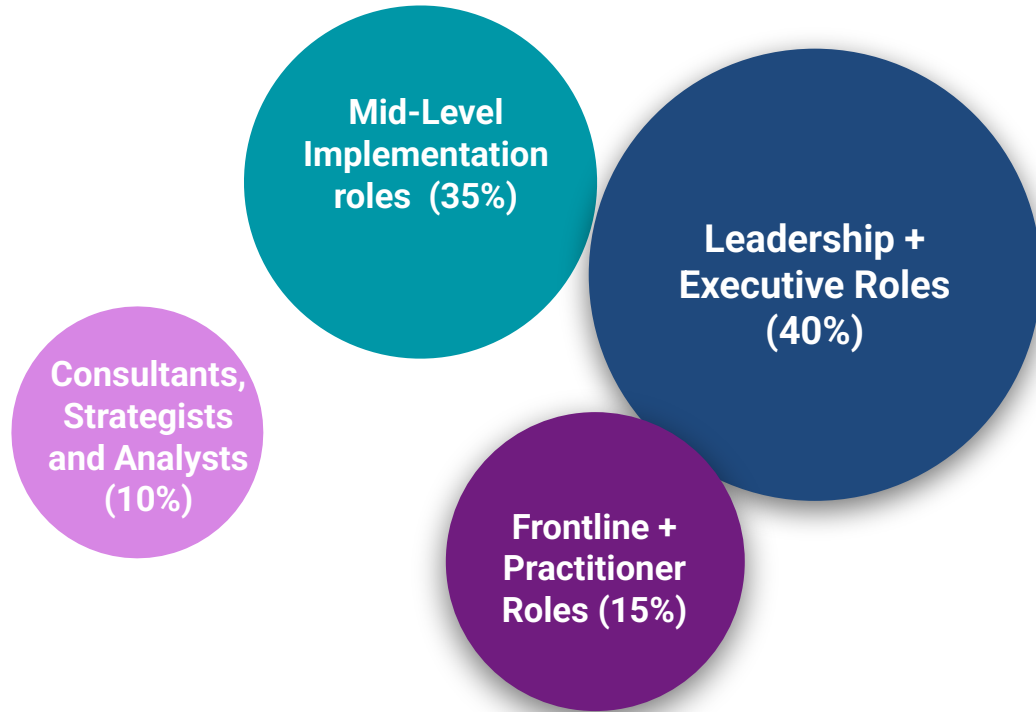 Mid-Level
Implementation
roles (35%)
Leadership +
Executive Roles
(40%)
Consultants,
Strategists
and Analysts
(10%)
Frontline +
Practitioner
Roles (15%)